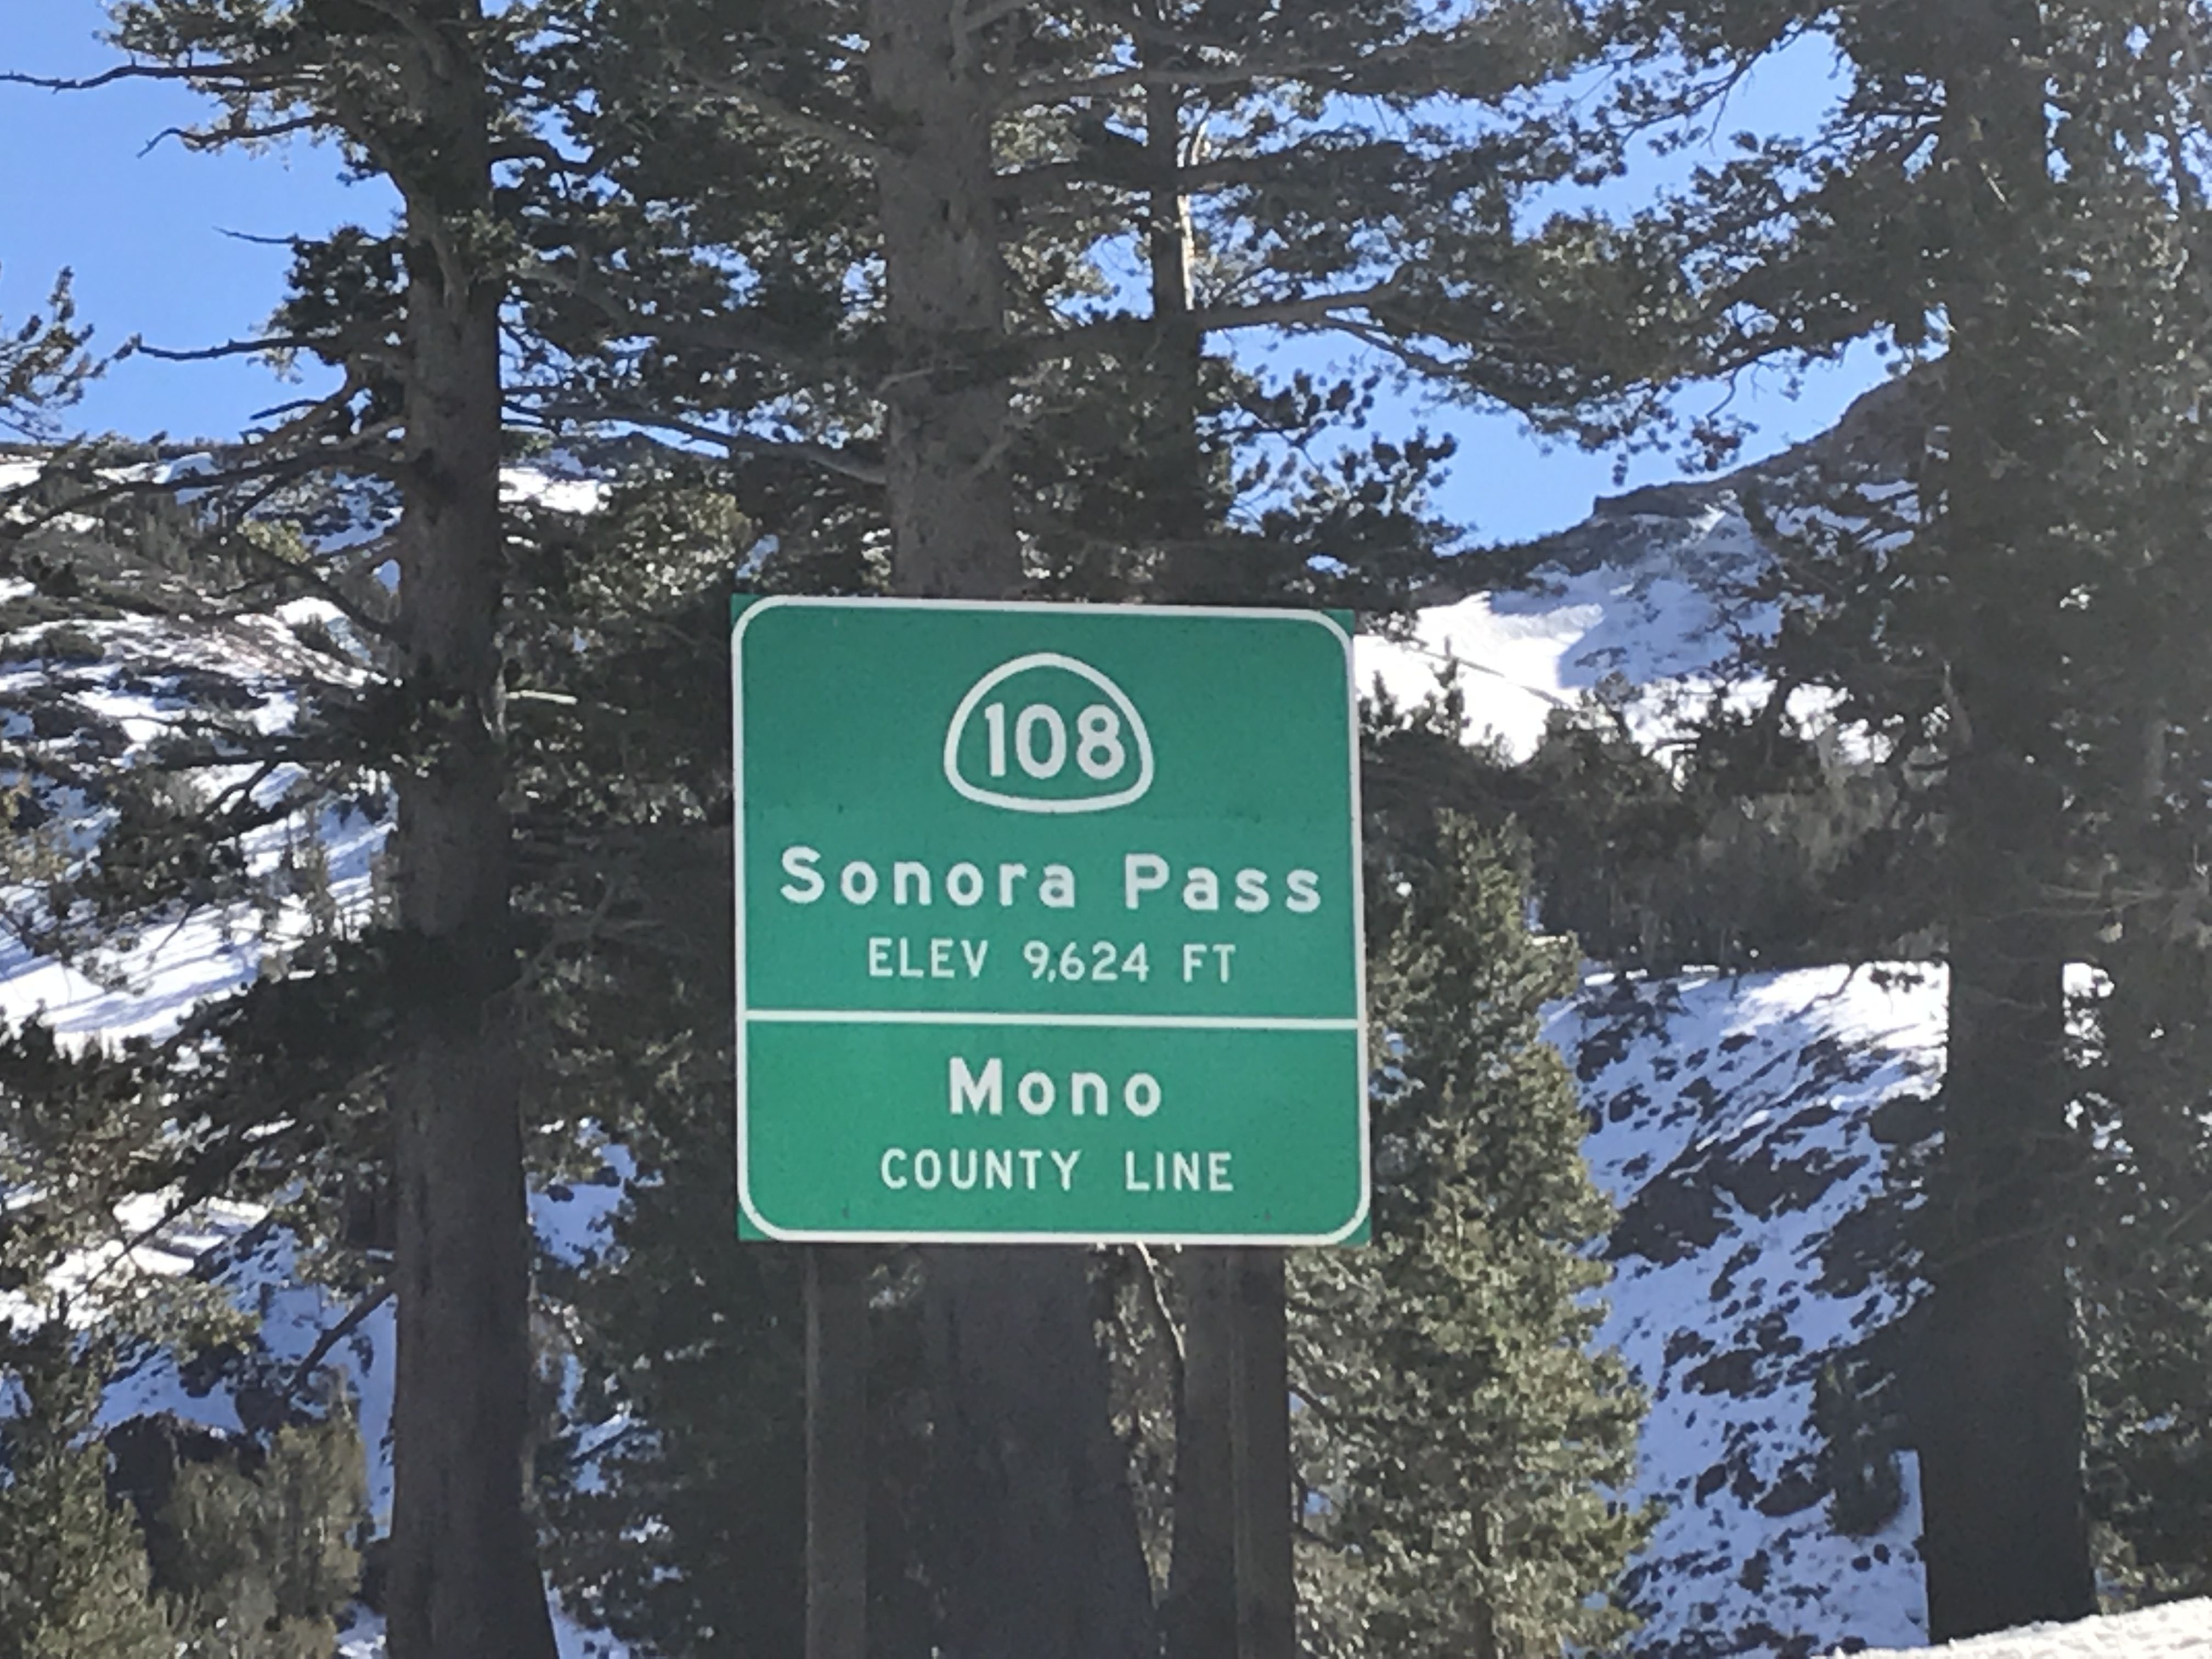 108
Sonora Pass
ELEV 9,624 FT
Mono
COUNTY LINE